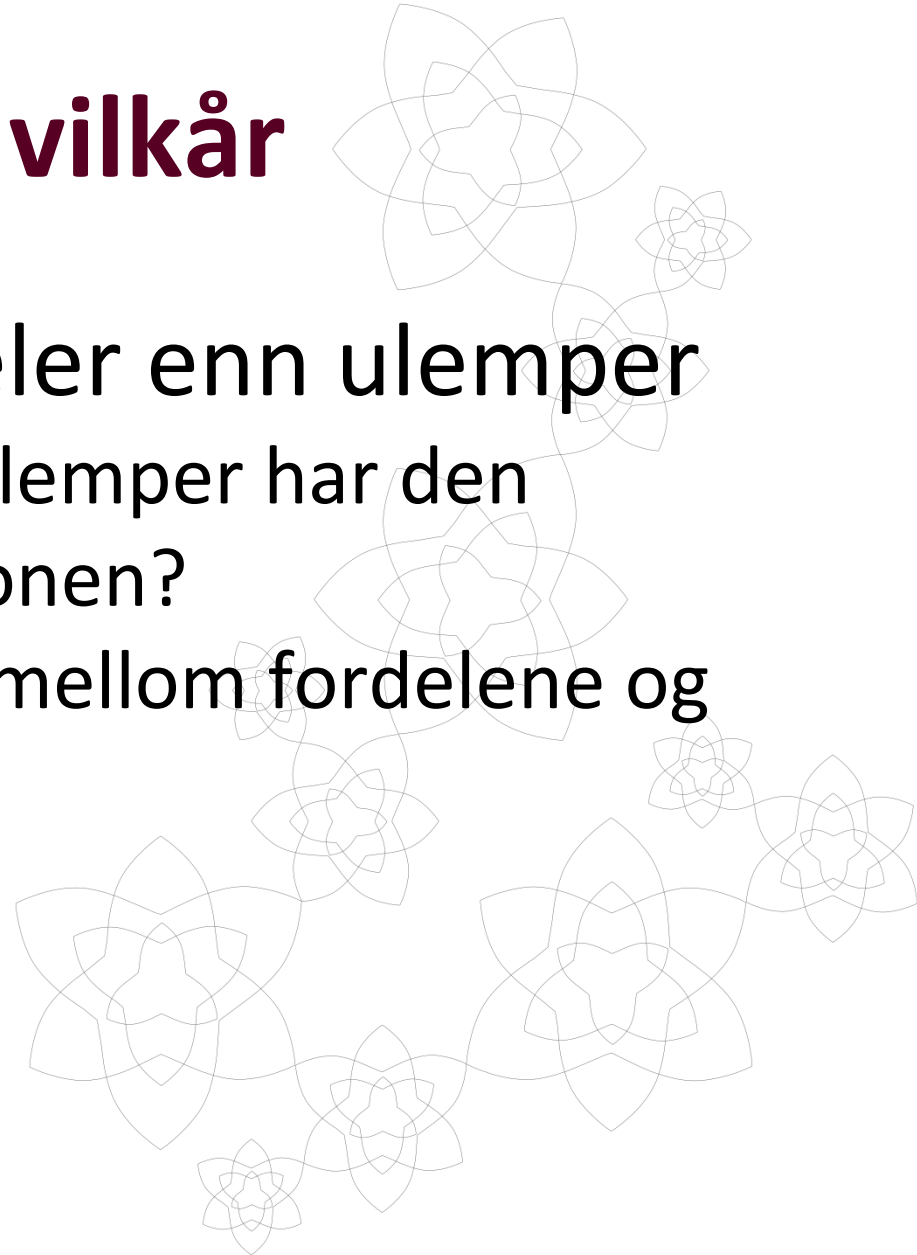 vilkår
eler enn ulemper
lemper har den
onen?
mellom fordelene og